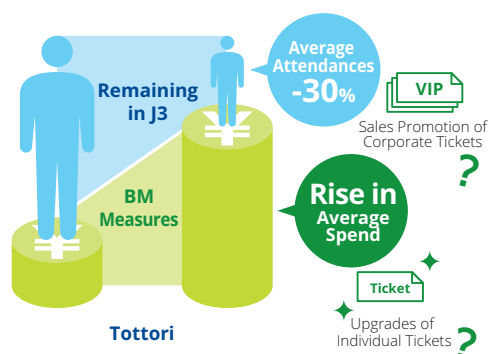 Average
Attendances
-30%
Remaining
in J3
VIP
Sales Promotion of
Corporate Tickets
?
¥
BM
Measures
Rise in
Average
Spend
¥
Ticket
Upgrades of
Individual Tickets
?
Tottori